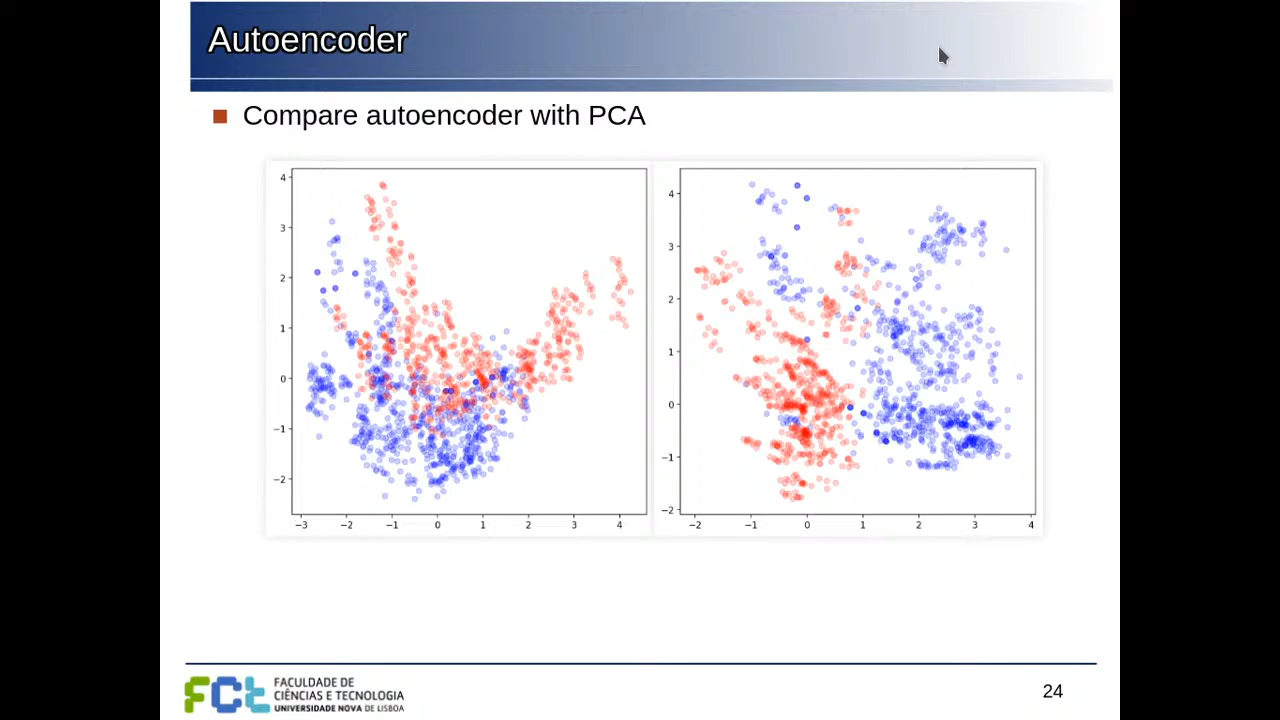 Autoencoder
Compare autoencoder with PCA
4
3
2
1
0
−1
−2
−3 −2 −1 0 1 2 3 4
4
3
2
1
0
−1
−2
−2 −1 0 1 2 3 4
FCt FACULDADE DE
CIÊNCIAS E TECNOLOGIA
UNIVERSIDADE NOVA DE LISBOA
24